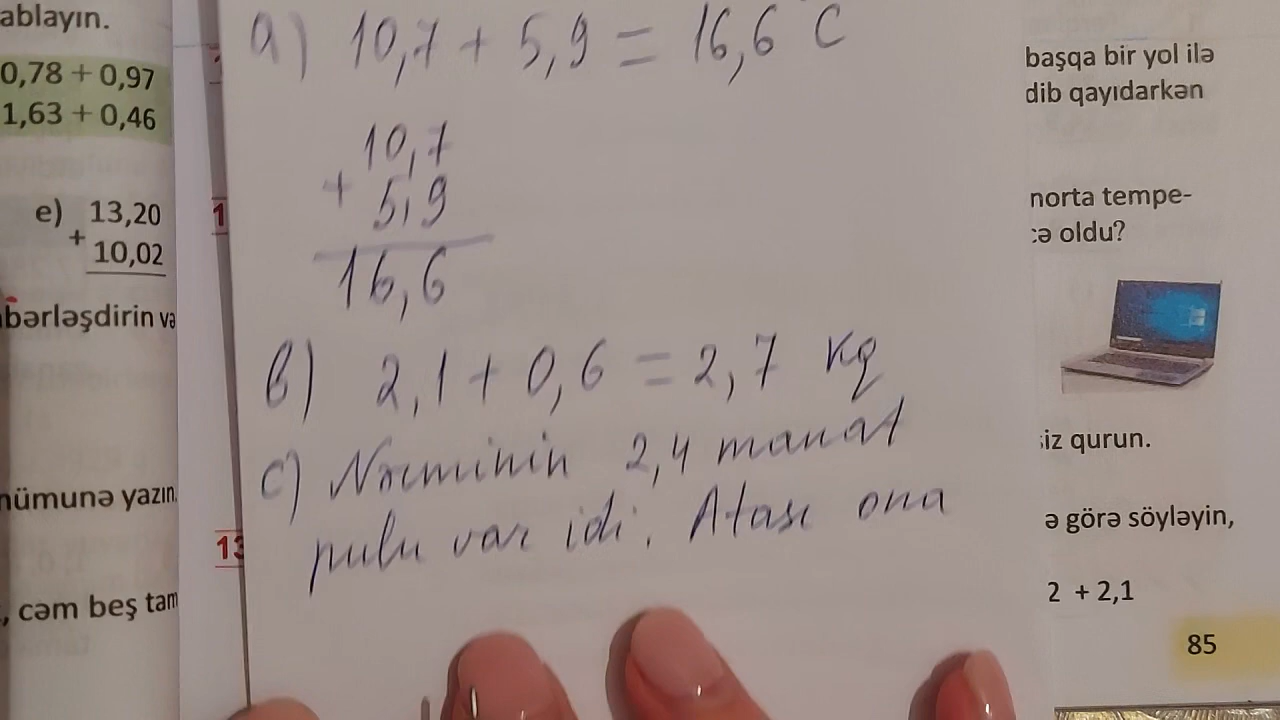 ablayın.
0,78 + 0,97
1,63 + 0,46
e) 13,20
+
10,02
bərləşdirin və
nümunə yazın.
, cəm beş tam
a) 10,7 + 5,9 = 16,6 C
10,7
+
5,9
16,6
b) 2,1 + 0,6 = 2,7 kq
c) Nərminin 2,4 manat
pulu var idi. Atası ona
1
13
başqa bir yol ilə
dib qayıdarkən
norta tempe-
cə oldu?
siz qurun.
ə görə söyləyin,
2 + 2,1
85